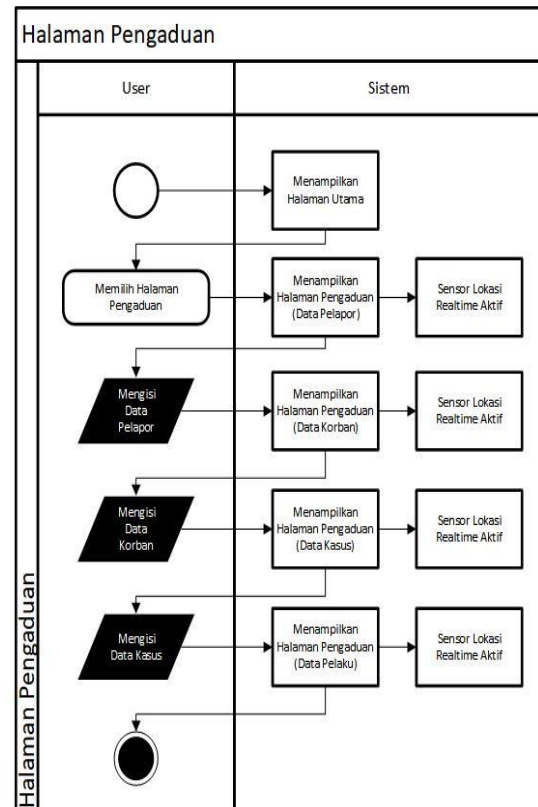 Halaman Pengaduan
User
Sistem
Menampilkan
Halaman Utama
Memilih Halaman
Pengaduan
Menampilkan
Halaman Pengaduan
(Data Pelapor)
Sensor Lokasi
Realtime Aktif
Mengisi
Data
Pelapor
Menampilkan
Halaman Pengaduan
(Data Korban)
Sensor Lokasi
Realtime Aktif
Mengisi
Data
Korban
Menampilkan
Halaman Pengaduan
(Data Kasus)
Sensor Lokasi
Realtime Aktif
Mengisi
Data Kasus
Menampilkan
Halaman Pengaduan
(Data Pelaku)
Sensor Lokasi
Realtime Aktif
Halaman Pengaduan